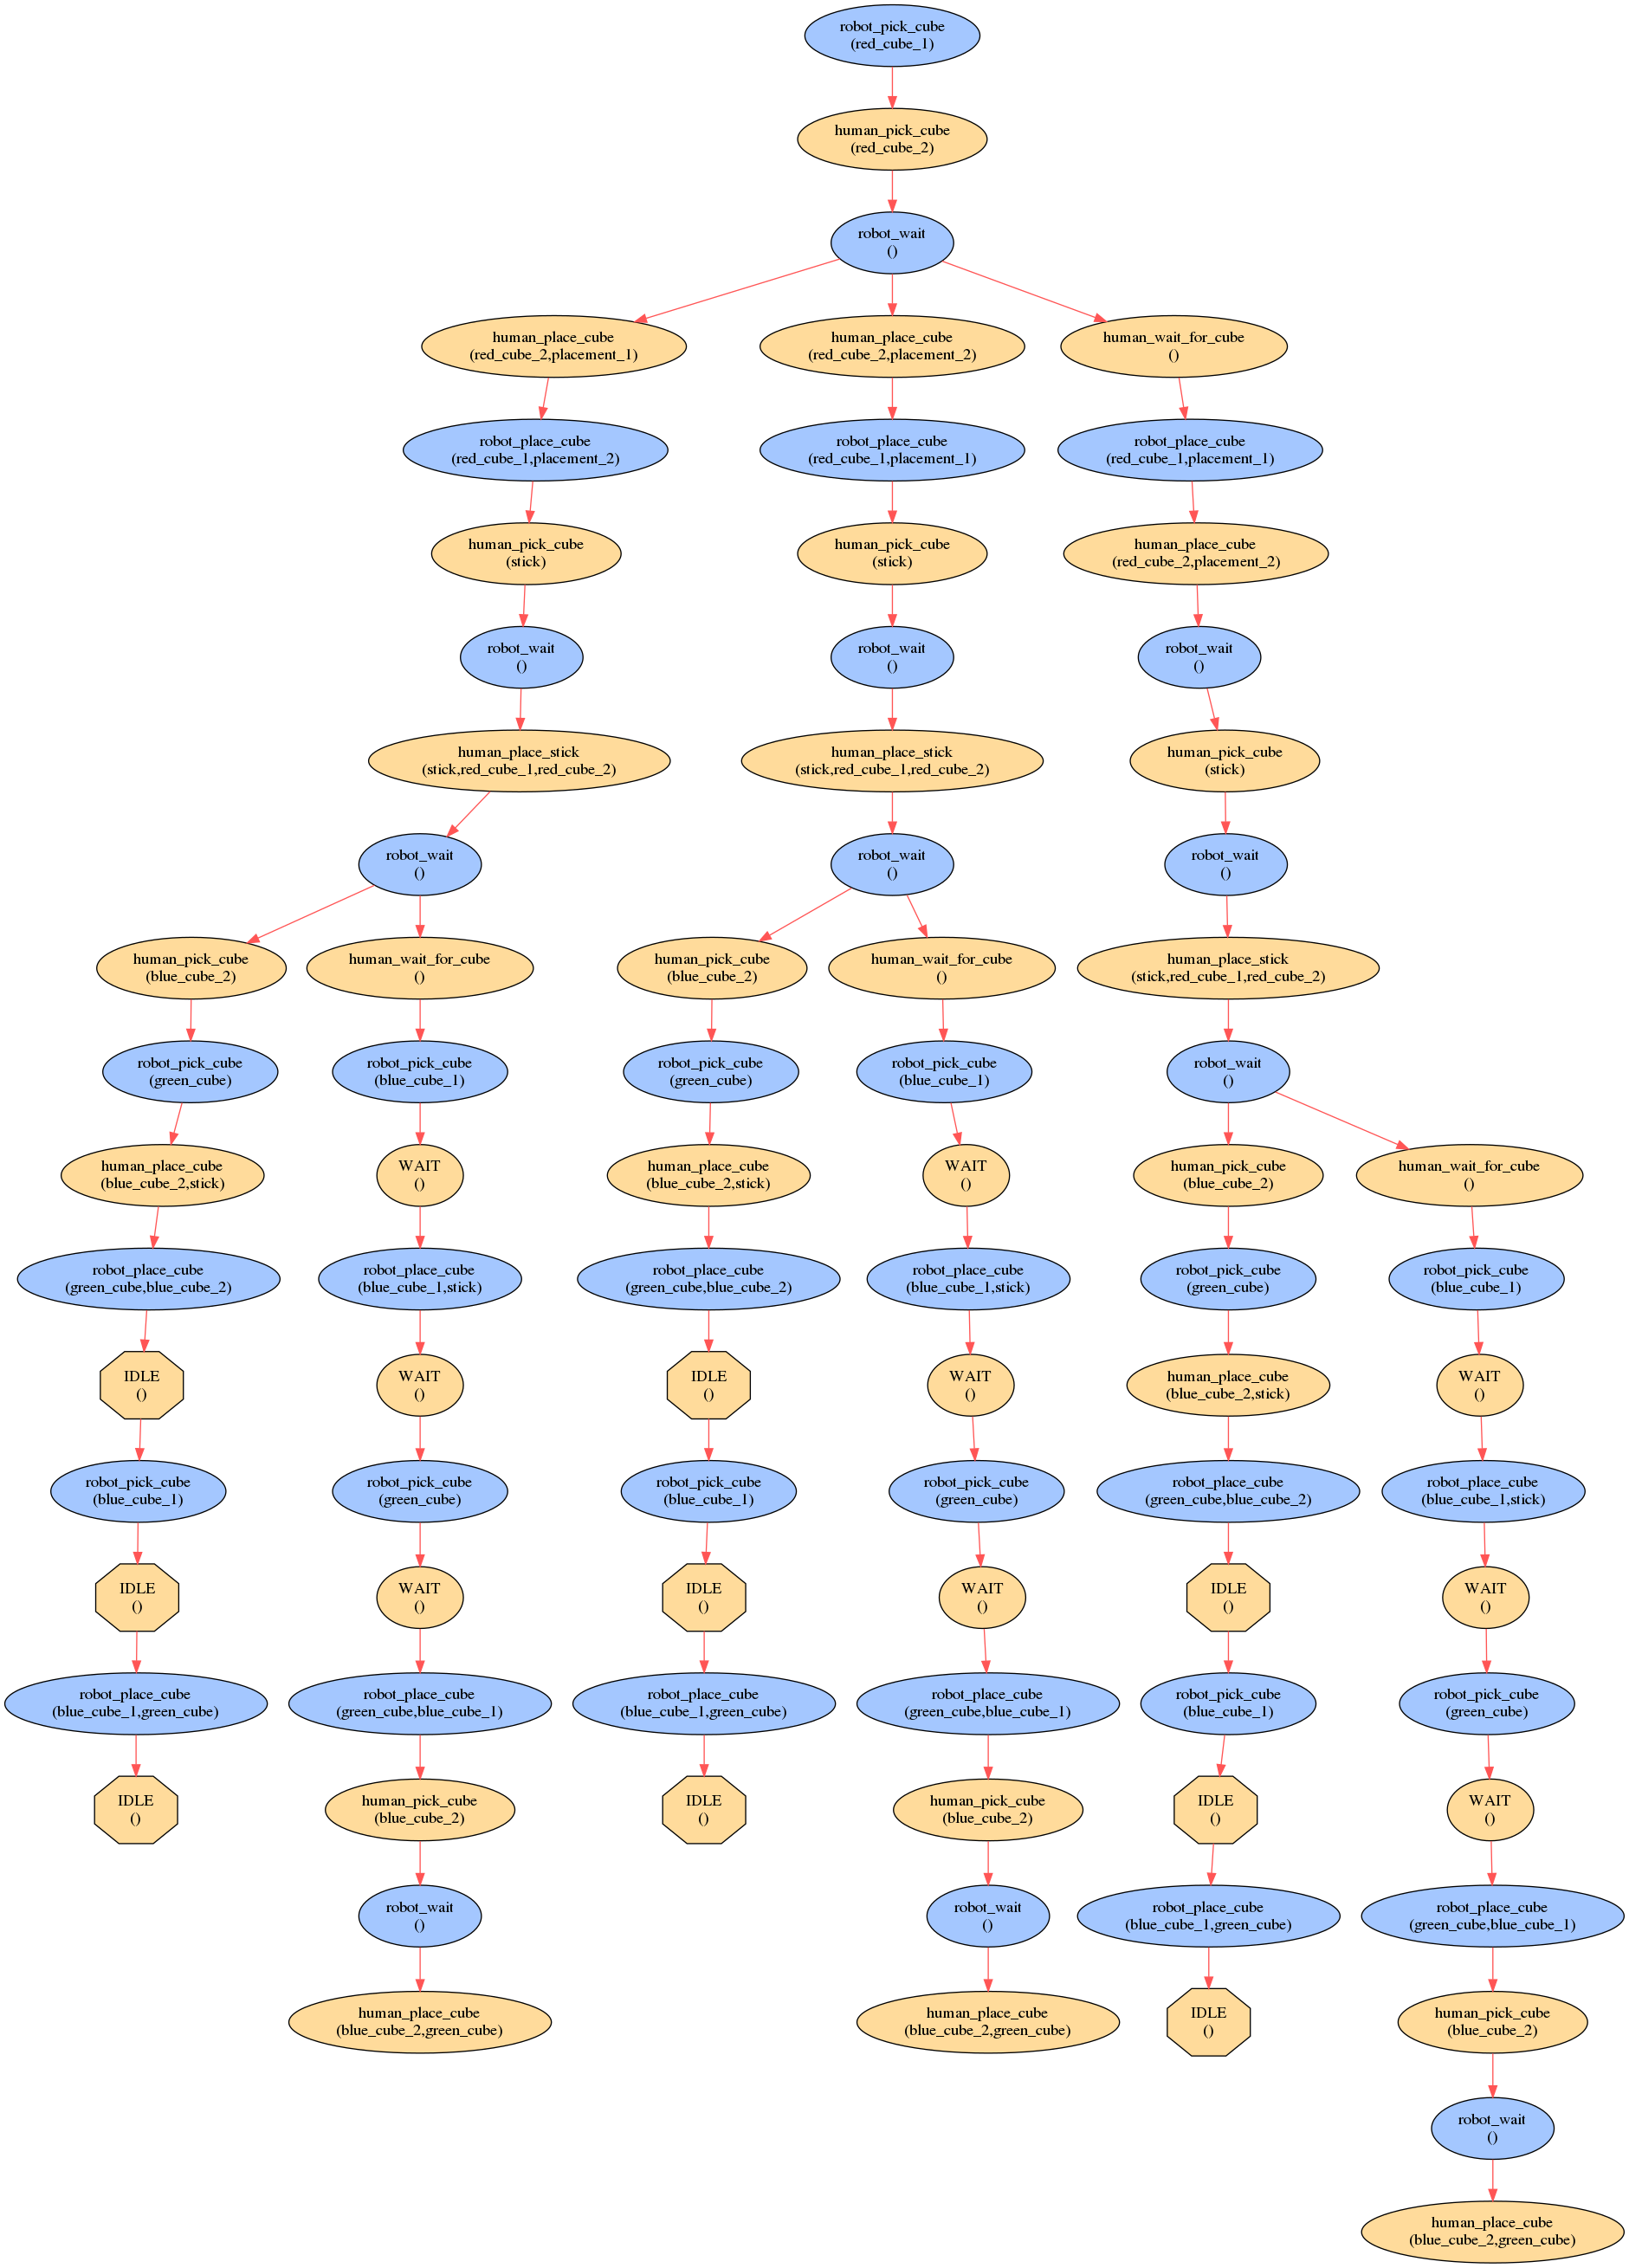 robot_pick_cube
(red_cube_1)
human_pick_cube
(red_cube_2)
robot_wait
()
human_place_cube
(red_cube_2,placement_1)
human_place_cube
(red_cube_2,placement_2)
human_wait_for_cube
()
robot_place_cube
(red_cube_1,placement_2)
robot_place_cube
(red_cube_1,placement_1)
robot_place_cube
(red_cube_1,placement_1)
human_pick_cube
(stick)
human_pick_cube
(stick)
human_place_cube
(red_cube_2,placement_2)
robot_wait
()
robot_wait
()
robot_wait
()
human_place_stick
(stick,red_cube_1,red_cube_2)
human_place_stick
(stick,red_cube_1,red_cube_2)
human_pick_cube
(stick)
robot_wait
()
robot_wait
()
robot_wait
()
human_pick_cube
(blue_cube_2)
human_wait_for_cube
()
human_pick_cube
(blue_cube_2)
human_wait_for_cube
()
human_place_stick
(stick,red_cube_1,red_cube_2)
robot_pick_cube
(green_cube)
robot_pick_cube
(blue_cube_1)
robot_pick_cube
(green_cube)
robot_pick_cube
(blue_cube_1)
robot_wait
()
human_place_cube
(blue_cube_2,stick)
WAIT
()
human_place_cube
(blue_cube_2,stick)
WAIT
()
human_pick_cube
(blue_cube_2)
human_wait_for_cube
()
robot_place_cube
(green_cube,blue_cube_2)
robot_place_cube
(blue_cube_1,stick)
robot_place_cube
(green_cube,blue_cube_2)
robot_place_cube
(blue_cube_1,stick)
robot_pick_cube
(green_cube)
robot_pick_cube
(blue_cube_1)
IDLE
()
WAIT
()
IDLE
()
WAIT
()
human_place_cube
(blue_cube_2,stick)
WAIT
()
robot_pick_cube
(blue_cube_1)
robot_pick_cube
(green_cube)
robot_pick_cube
(blue_cube_1)
robot_pick_cube
(green_cube)
robot_place_cube
(green_cube,blue_cube_2)
robot_place_cube
(blue_cube_1,stick)
IDLE
()
WAIT
()
IDLE
()
WAIT
()
IDLE
()
WAIT
()
robot_place_cube
(blue_cube_1,green_cube)
robot_place_cube
(green_cube,blue_cube_1)
robot_place_cube
(blue_cube_1,green_cube)
robot_place_cube
(green_cube,blue_cube_1)
robot_pick_cube
(blue_cube_1)
robot_pick_cube
(green_cube)
IDLE
()
human_pick_cube
(blue_cube_2)
IDLE
()
human_pick_cube
(blue_cube_2)
IDLE
()
WAIT
()
robot_wait
()
robot_wait
()
robot_place_cube
(blue_cube_1,green_cube)
robot_place_cube
(green_cube,blue_cube_1)
human_place_cube
(blue_cube_2,green_cube)
human_place_cube
(blue_cube_2,green_cube)
IDLE
()
human_pick_cube
(blue_cube_2)
robot_wait
()
human_place_cube
(blue_cube_2,green_cube)